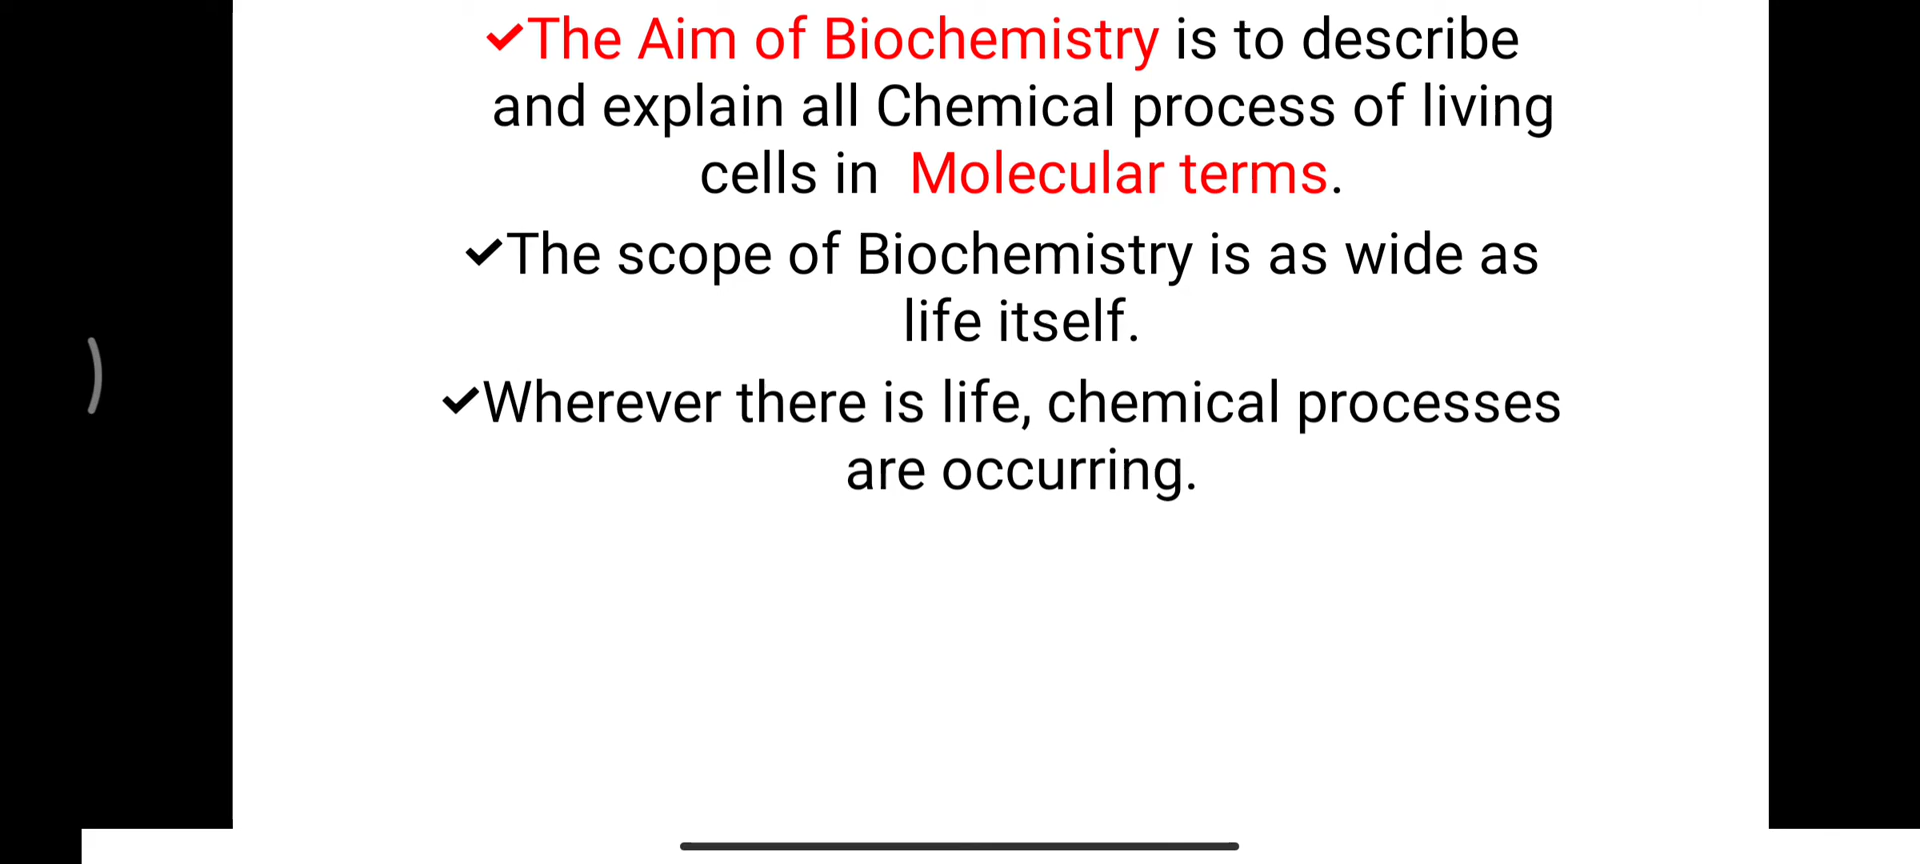 ✓The Aim of Biochemistry is to describe
and explain all Chemical process of living
cells in  Molecular terms.
✓The scope of Biochemistry is as wide as
life itself.
✓Wherever there is life, chemical processes
are occurring.